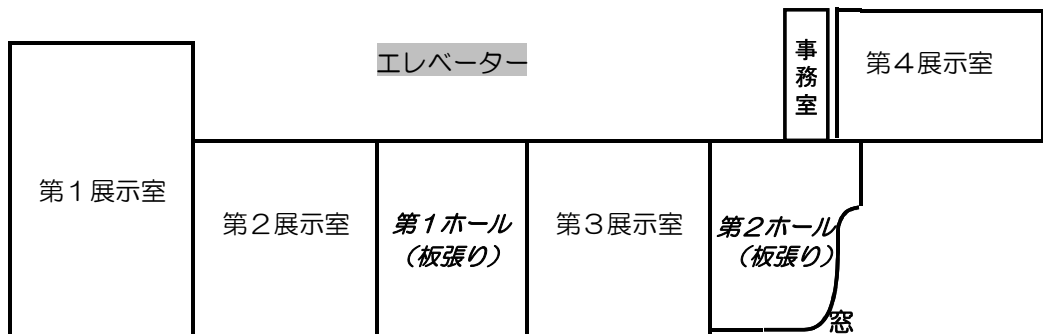 エレベーター
事務室
第4展示室
第1展示室
第2展示室
第1ホール
(板張り)
第3展示室
第2ホール
(板張り)
窓